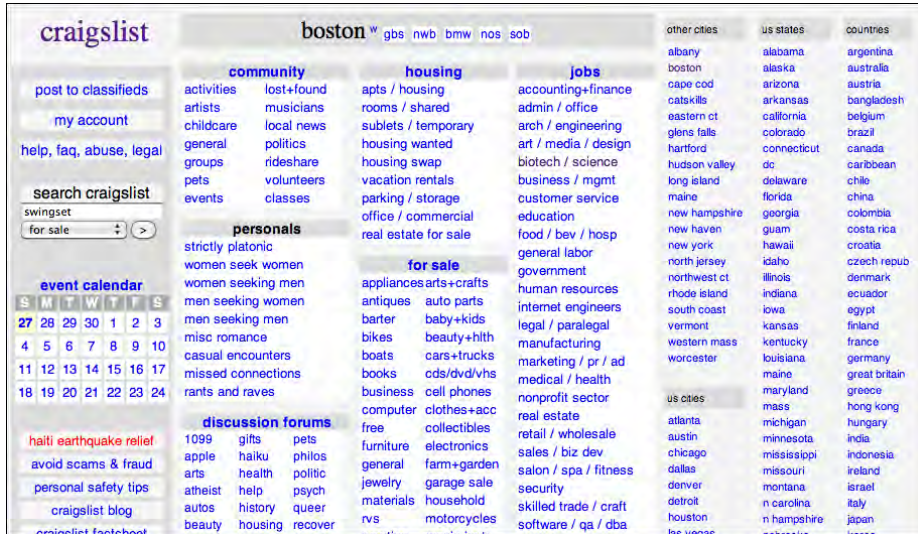 craigslist
post to classifieds
my account
help, faq, abuse, legal
search craigslist
swingset
for sale
>
event calendar
S M T W T F S
27 28 29 30 1 2 3
4 5 6 7 8 9 10
11 12 13 14 15 16 17
18 19 20 21 22 23 24
haiti earthquake relief
avoid scams & fraud
personal safety tips
craigslist blog
craigslist factsheet
boston w gbs nwb bmw nos sob
community
activities lost+found
artists musicians
childcare local news
general politics
groups rideshare
pets volunteers
events classes
personals
strictly platonic
women seek women
women seeking men
men seeking women
men seeking men
misc romance
casual encounters
missed connections
rants and raves
discussion forums
1099 gifts pets
apple haiku philos
arts health politic
atheist help psych
autos history queer
beauty housing recover
housing
apts / housing
rooms / shared
sublets / temporary
housing wanted
housing swap
vacation rentals
parking / storage
office / commercial
real estate for sale
for sale
appliances arts+crafts
antiques auto parts
barter baby+kids
bikes beauty+hlth
boats cars+trucks
books cds/dvd/vhs
business cell phones
computer clothes+acc
free collectibles
furniture electronics
general farm+garden
jewelry garage sale
materials household
rvs motorcycles
jobs
accounting+finance
admin / office
arch / engineering
art / media / design
biotech / science
business / mgmt
customer service
education
food / bev / hosp
general labor
government
human resources
internet engineers
legal / paralegal
manufacturing
marketing / pr / ad
medical / health
nonprofit sector
real estate
retail / wholesale
sales / biz dev
salon / spa / fitness
security
skilled trade / craft
software / qa / dba
other cities
albany
boston
cape cod
catskills
eastern ct
glens falls
hartford
hudson valley
long island
maine
new hampshire
new haven
new york
north jersey
northwest ct
rhode island
south coast
vermont
western mass
worcester
us cities
atlanta
austin
chicago
dallas
denver
detroit
houston
las vegas
us states
alabama
alaska
arizona
arkansas
california
colorado
connecticut
dc
delaware
florida
georgia
guam
hawaii
idaho
illinois
indiana
iowa
kansas
kentucky
louisiana
maine
maryland
mass
michigan
minnesota
mississippi
missouri
montana
n carolina
n hampshire
nebraska
countries
argentina
australia
austria
bangladesh
belgium
brazil
canada
caribbean
chile
china
colombia
costa rica
croatia
czech repub
denmark
ecuador
egypt
finland
france
germany
great britain
greece
hong kong
hungary
india
indonesia
ireland
israel
italy
japan
korea